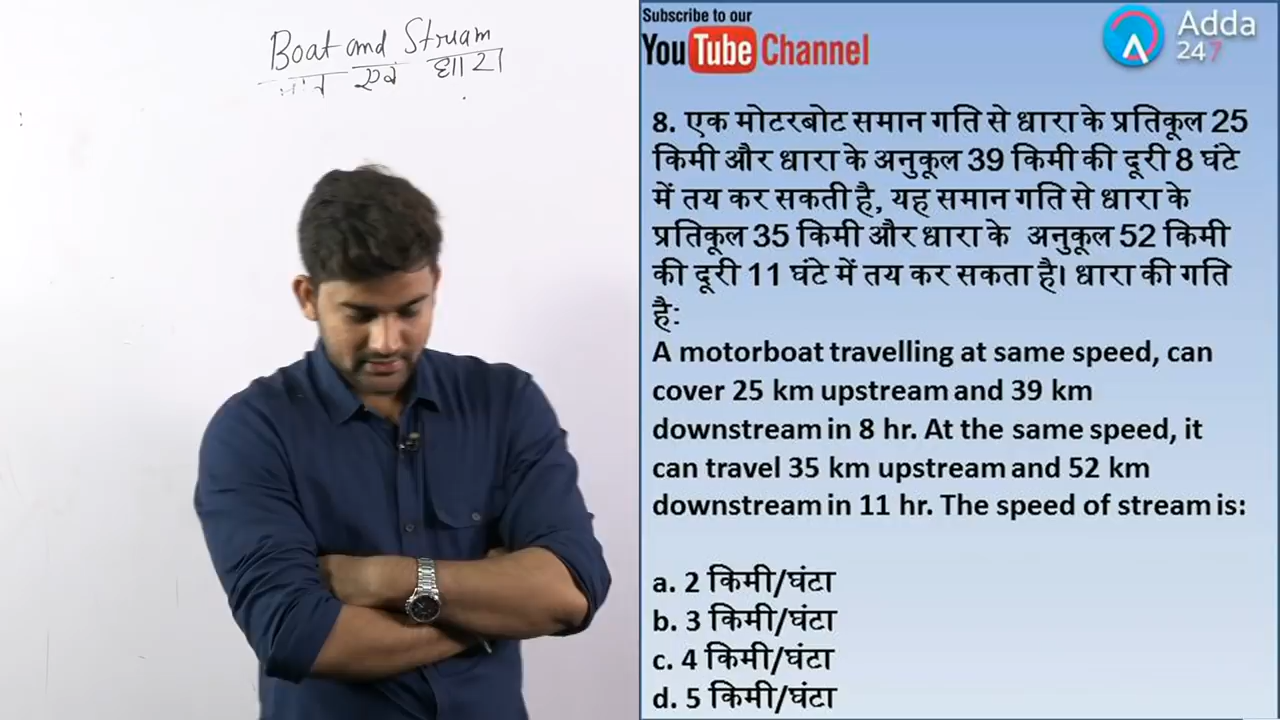 Boat and Stream
एवं धारा
Subscribe to our
You Tube Channel
Adda
247
8. एक मोटरबोट समान गति से धारा के प्रतिकूल 25
किमी और धारा के अनुकूल 39 किमी की दूरी 8 घंटे
में तय कर सकती है, यह समान गति से धारा के
प्रतिकूल 35 किमी और धारा के अनुकूल 52 किमी
की दूरी 11 घंटे में तय कर सकता है। धारा की गति
है:
A motorboat travelling at same speed, can
cover 25 km upstream and 39 km
downstream in 8 hr. At the same speed, it
can travel 35 km upstream and 52 km
downstream in 11 hr. The speed of stream is:
a. 2 किमी/घंटा
b. 3 किमी/घंटा
c. 4 किमी/घंटा
d. 5 किमी/घंटा